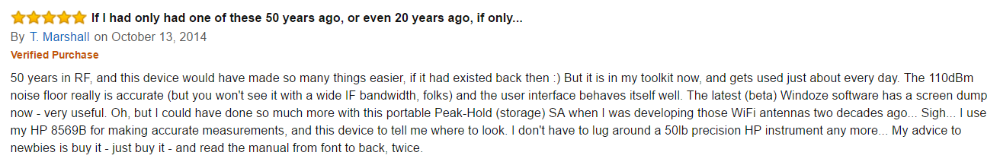 If I had only had one of these 50 years ago, or even 20 years ago, if only...
By T. Marshall on October 13, 2014
Verified Purchase
50 years in RF, and this device would have made so many things easier, if it had existed back then :) But it is in my toolkit now, and gets used just about every day. The 110dBm
noise floor really is accurate (but you won't see it with a wide IF bandwidth, folks) and the user interface behaves itself well. The latest (beta) Windoze software has a screen dump
now - very useful. Oh, but I could have done so much more with this portable Peak-Hold (storage) SA when I was developing those WiFi antennas two decades ago... Sigh... I use
my HP 8569B for making accurate measurements, and this device to tell me where to look. I don't have to lug around a 50lb precision HP instrument any more... My advice to
newbies is buy it - just buy it - and read the manual from font to back, twice.